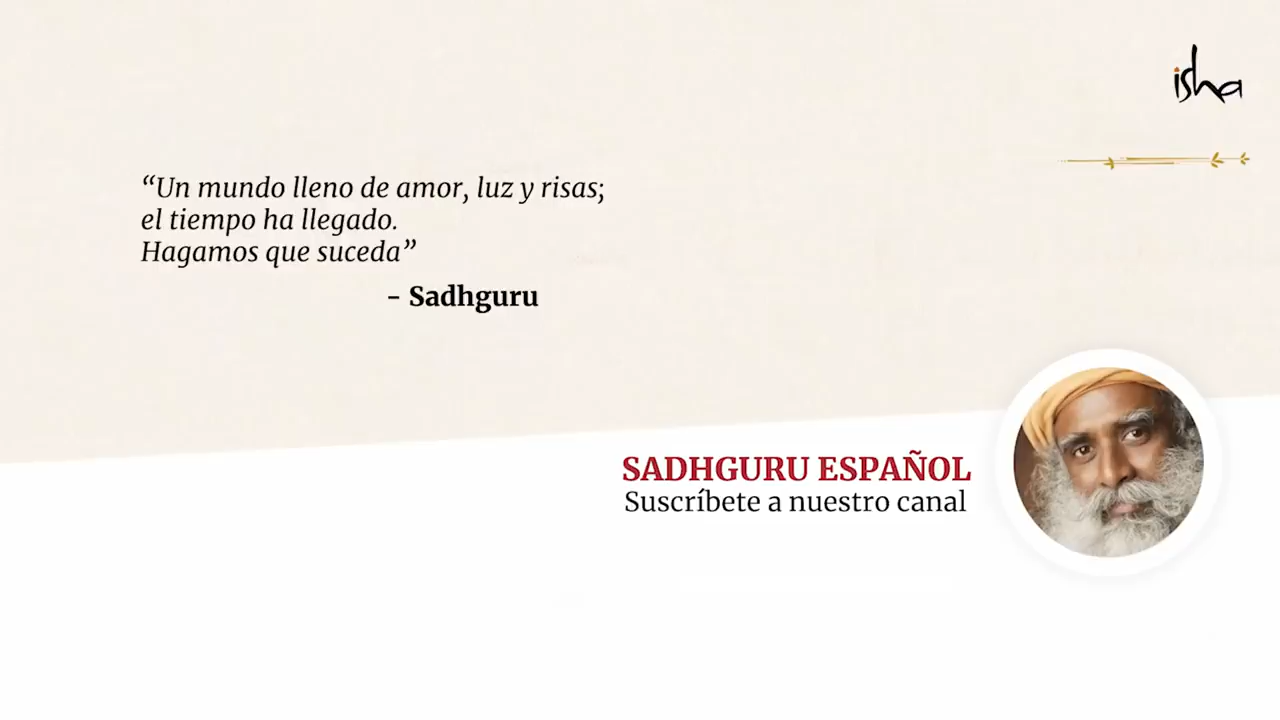 isha
“Un mundo lleno de amor, luz y risas;
el tiempo ha llegado.
Hagamos que suceda”
- Sadhguru
SADHGURU ESPAÑOL
Suscríbete a nuestro canal